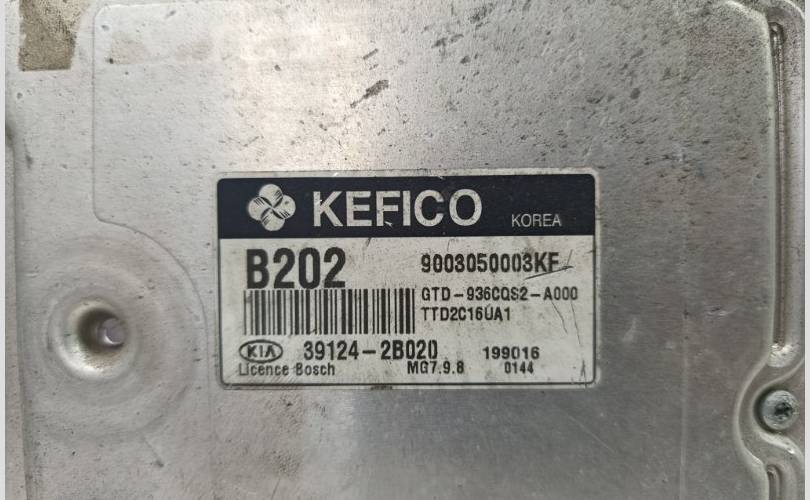 KEFICO KOREA
B202 9003050003KF
GTD-936CQS2-A000
TTD2C16UA1
KIA 39124-2B020 199016
Licence Bosch MG7.9.8 0144